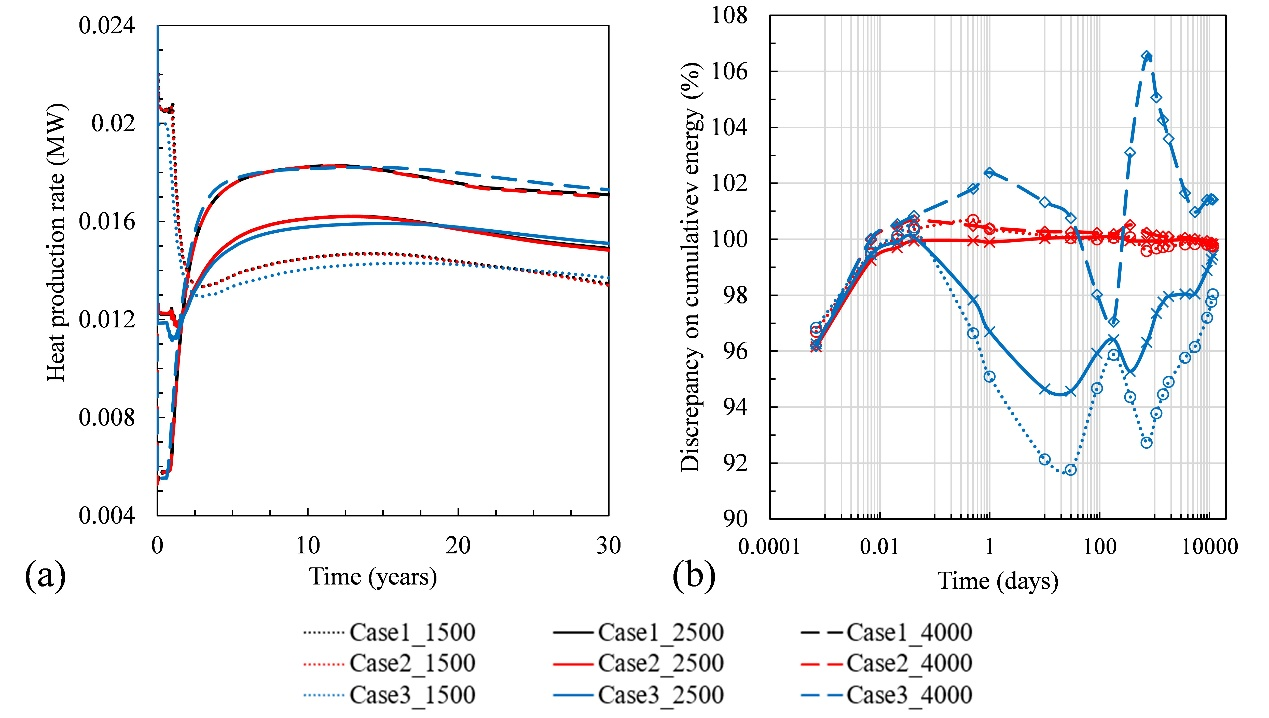 Heat production rate (MW)
0.024
0.02
0.016
0.012
0.008
0.004
0 10 20 30
Time (years)
(a)
Discrepancy on cumulativev energy (%)
108
106
104
102
100
98
96
94
92
90
0.0001 0.01 1 100 10000
Time (days)
(b)
Case1_1500 Case1_2500 Case1_4000
Case2_1500 Case2_2500 Case2_4000
Case3_1500 Case3_2500 Case3_4000